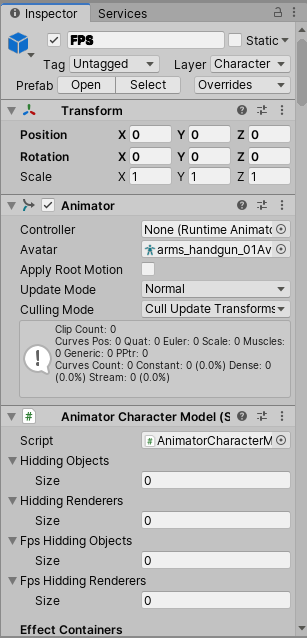 Inspector Services
FPS Static
Tag Untagged Layer Character
Prefab Open Select Overrides
Transform
Position X 0 Y 0 Z 0
Rotation X 0 Y 0 Z 0
Scale X 1 Y 1 Z 1
Animator
Controller None (Runtime Animato
Avatar arms_handgun_01Av
Apply Root Motion
Update Mode Normal
Culling Mode Cull Update Transforms
Clip Count: 0
Curves Pos: 0 Quat: 0 Euler: 0 Scale: 0 Muscles:
0 Generic: 0 PPtr: 0
Curves Count: 0 Constant: 0 (0.0%) Dense: 0
(0.0%) Stream: 0 (0.0%)
# Animator Character Model (S
Script # AnimatorCharacterM
Hidding Objects
Size 0
Hidding Renderers
Size 0
Fps Hidding Objects
Size 0
Fps Hidding Renderers
Size 0
Effect Containers